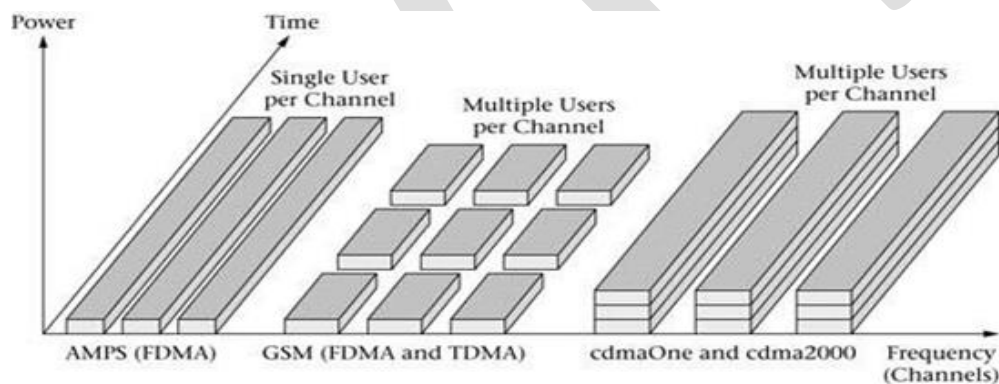 Power
Time
Single User
per Channel
Multiple Users
per Channel
Multiple Users
per Channel
AMPS (FDMA)
GSM (FDMA and TDMA)
cdmaOne and cdma2000
Frequency
(Channels)